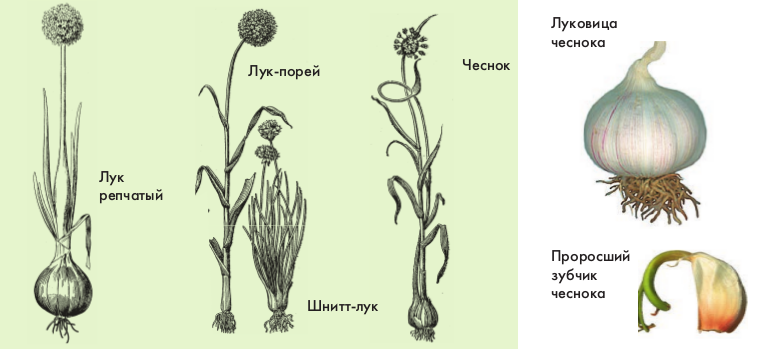 Лук
репчатый
Лук-порей
Шнитт-лук
Чеснок
Луковица
чеснока
Проросший
зубчик
чеснока